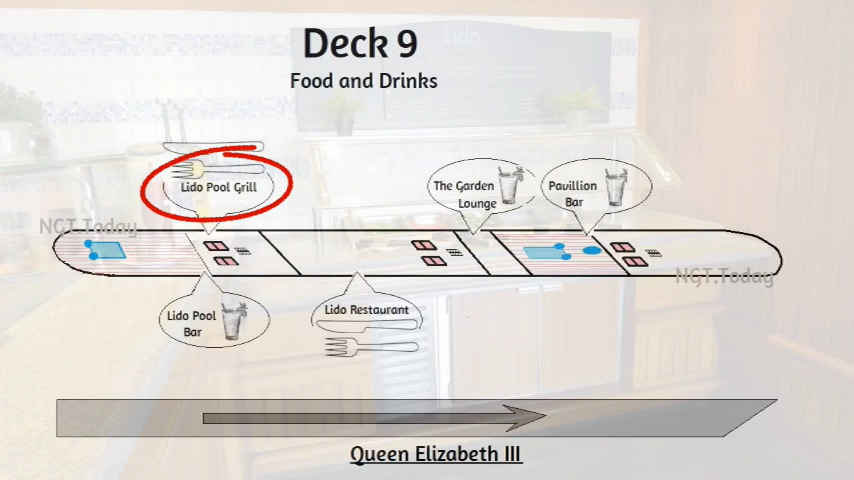 Lido
Deck 9
Food and Drinks
Lido Pool Grill
The Garden
Lounge
Pavillion
Bar
NGT.Today
NGT.Today
Lido Pool
Bar
Lido Restaurant
Queen Elizabeth III